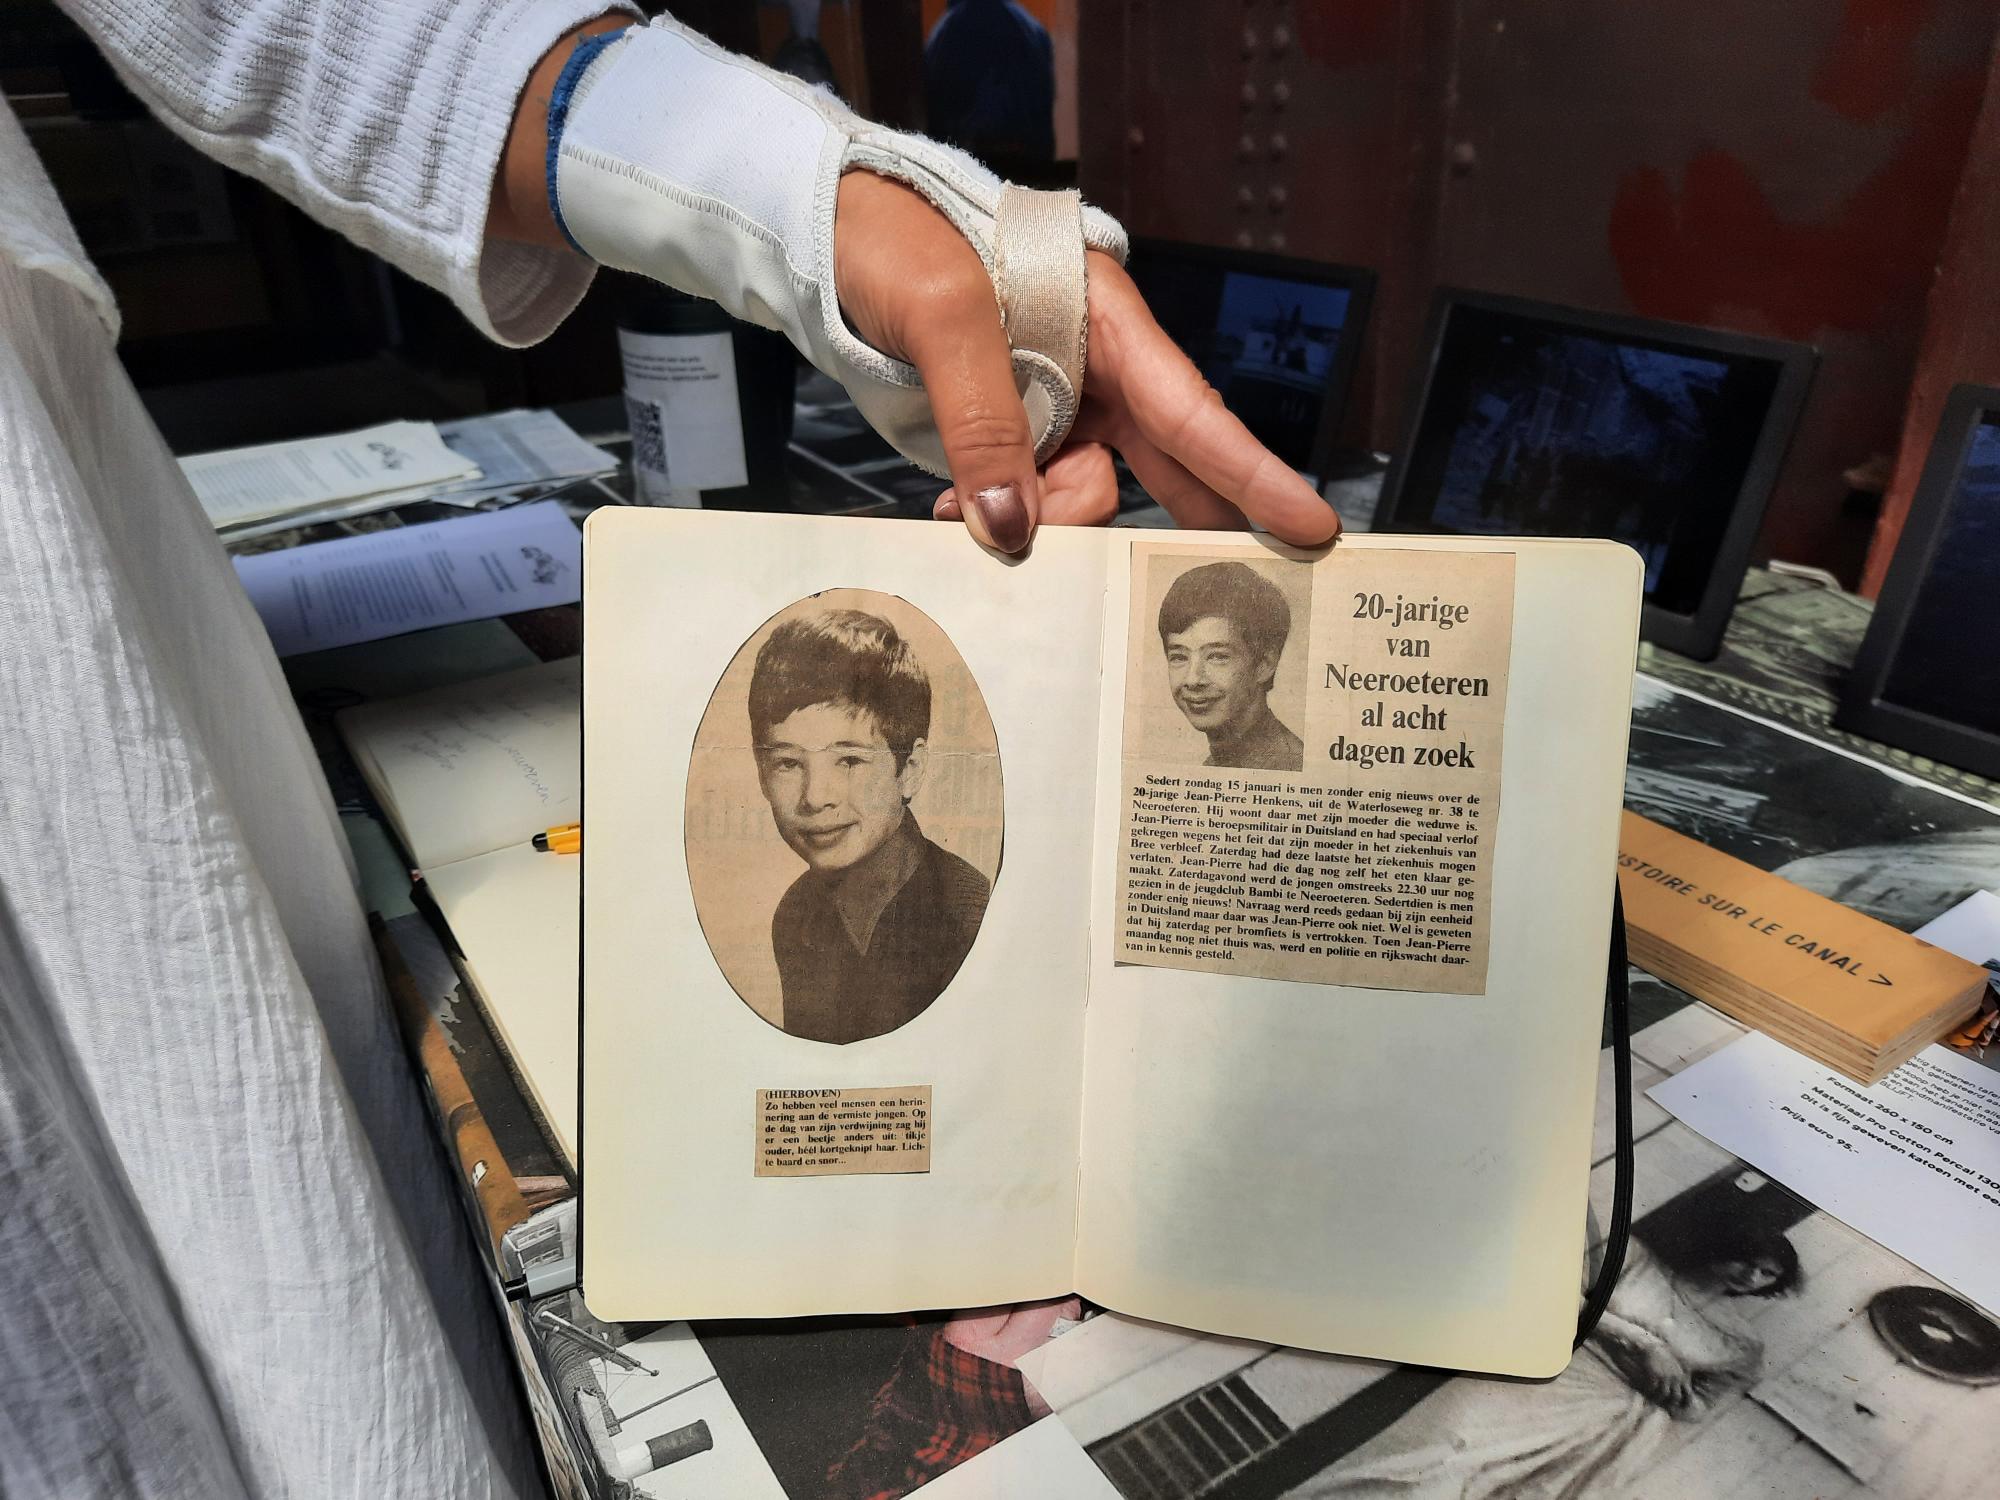 20-jarige
van
Neeroeteren
al acht
dagen zoek
Sedert zondag 15 januari is men zonder enig nieuws over de
20-jarige Jean-Pierre Henkens, uit de Waterloseweg nr. 38 te
Neeroeteren. Hij woont daar met zijn moeder die weduwe is.
Jean-Pierre is beroepsmilitair in Duitsland en had speciaal verlof
gekregen wegens het feit dat zijn moeder in het ziekenhuis van
Bree verbleef. Zaterdag had deze laatste het ziekenhuis mogen
verlaten. Jean-Pierre had die dag nog zelf het eten klaar ge-
maakt. Zaterdagavond werd de jongen omstreeks 22.30 uur nog
gezien in de jeugdclub Bambi te Neeroeteren. Sedertdien is men
zonder enig nieuws! Navraag werd reeds gedaan bij zijn eenheid
in Duitsland maar daar was Jean-Pierre ook niet. Wel is geweten
dat hij zaterdag per bromfiets is vertrokken. Toen Jean-Pierre
maandag nog niet thuis was, werd en politie en rijkswacht daar-
van in kennis gesteld.
(HIERBOVEN)
Zo hebben veel mensen een herin-
nering aan de vermiste jongen. Op
de dag van zijn verdwijning zag hij
er een beetje anders uit: tikje
ouder, héél kortgeknipt haar. Lich-
te baard en snor...
ISTOIRE SUR LE CANAL >
Formaat 260 x 150 cm
Materiaal Pro Cotton Percal 130
Dit is fijn geweven katoen met ee
Prijs euro 95,-